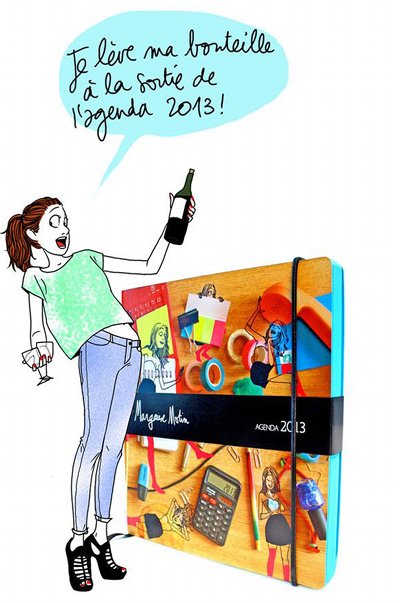 Je lève ma bouteille
à la sortie de
l'agenda 2013!
Margaux Motin
AGENDA 2013